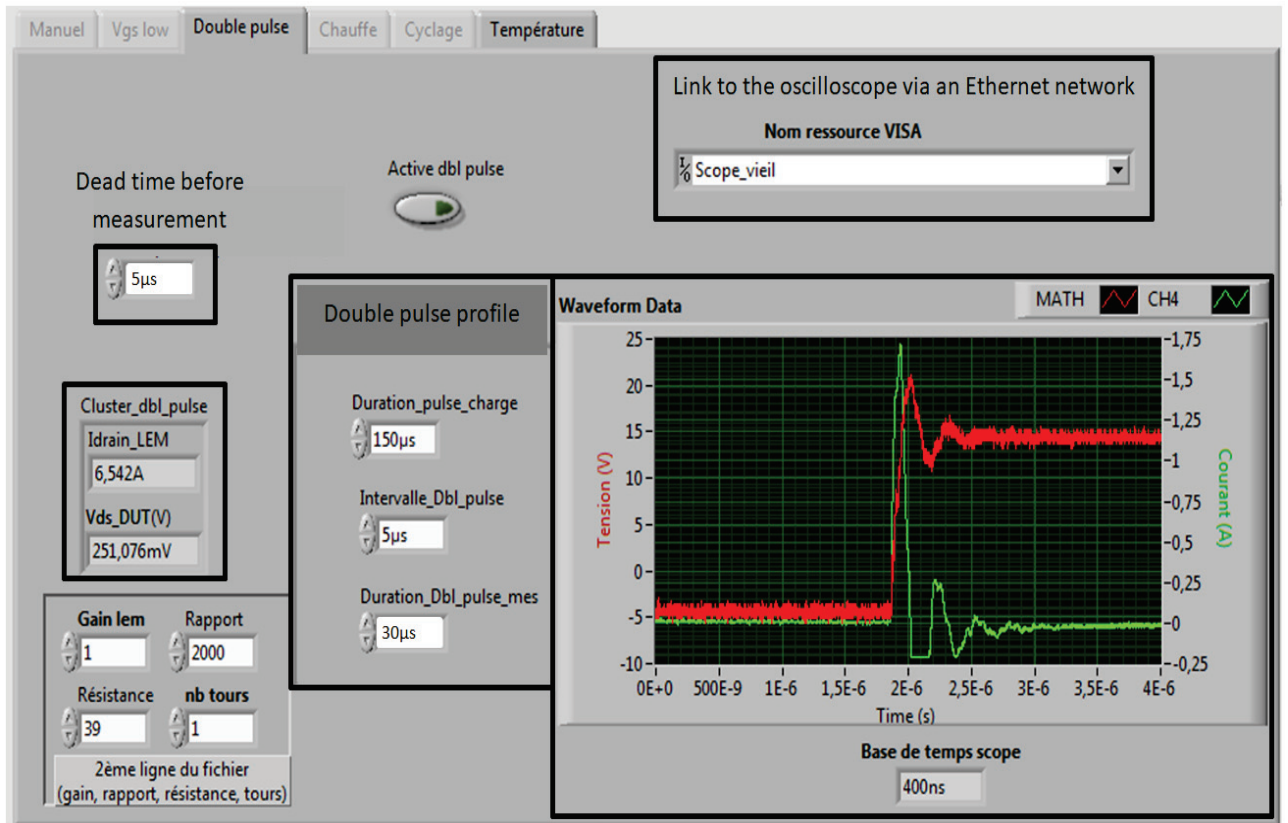 Manuel
Vgs low
Double pulse
Chauffe
Cyclage
Température
Link to the oscilloscope via an Ethernet network
Nom ressource VISA
I/O Scope_vieil
Active dbl pulse
Dead time before
measurement
5µs
Cluster_dbl_pulse
Idrain_LEM
6,542A
Vds_DUT(V)
251,076mV
Gain lem
1
Rapport
2000
Résistance
39
nb tours
1
2ème ligne du fichier
(gain, rapport, résistance, tours)
Double pulse profile
Duration_pulse_charge
150µs
Intervalle_Dbl_pulse
5µs
Duration_Dbl_pulse_mes
30µs
Waveform Data
MATH
CH4
Tension (V)
25
20
15
10
5
0
-5
-10
1,75
1,5
1,25
1
0,75
0,5
0,25
0
-0,25
Courant (A)
0E+0 500E-9 1E-6 1,5E-6 2E-6 2,5E-6 3E-6 3,5E-6 4E-6
Time (s)
Base de temps scope
400ns